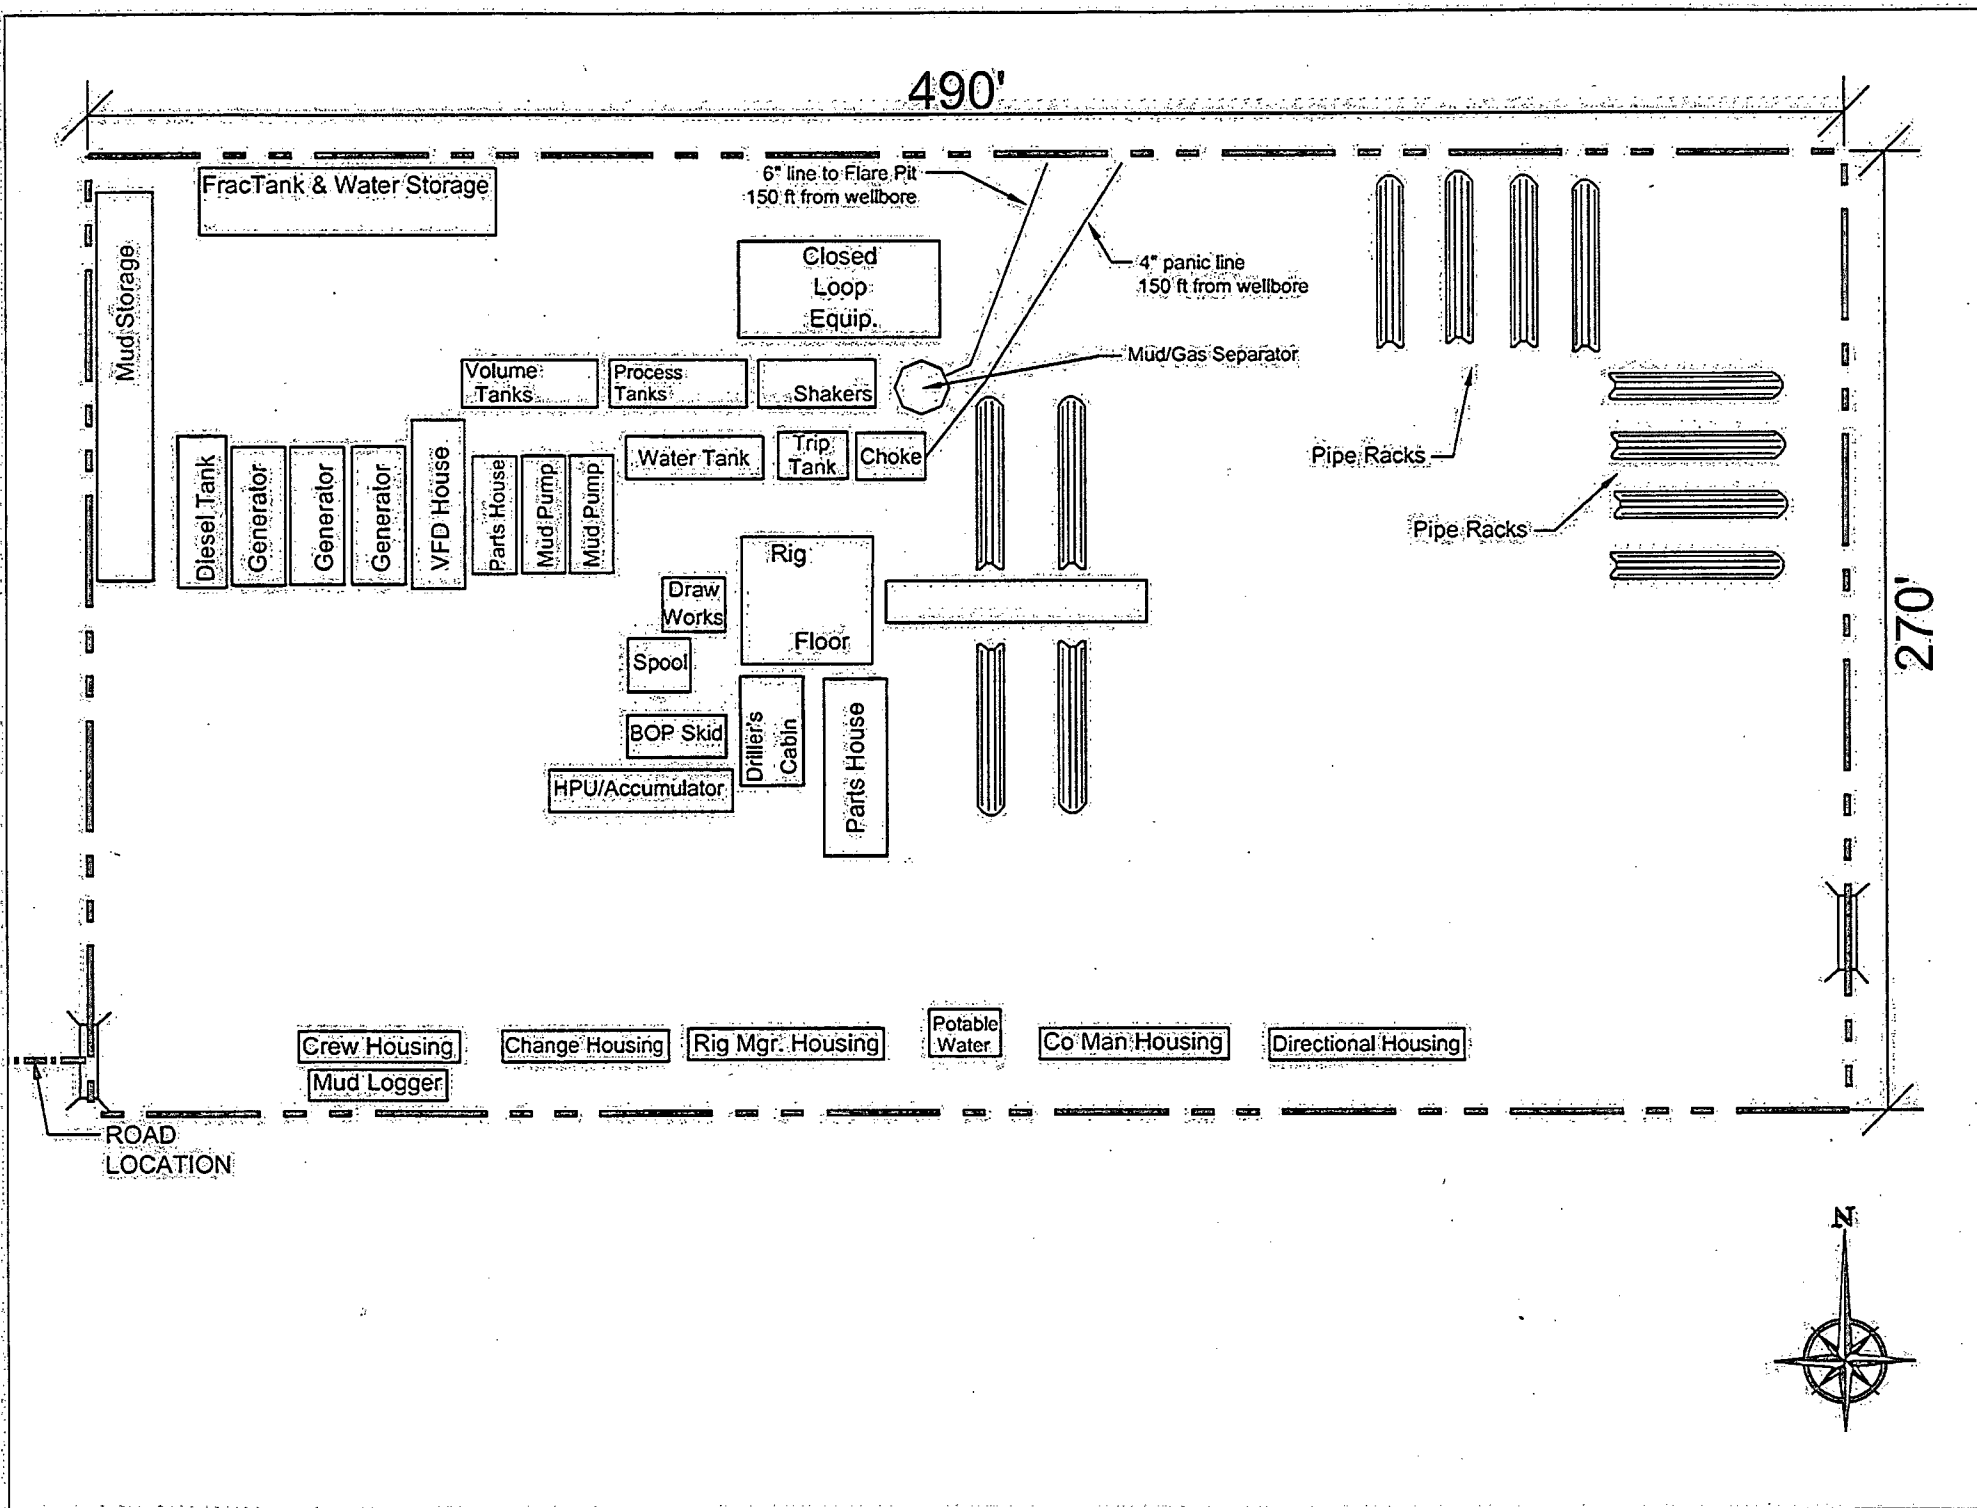 490'
FracTank & Water Storage
6" line to Flare Pit
150 ft from wellbore
Mud Storage
Closed
Loop
Equip.
4" panic line
150 ft from wellbore
Mud/Gas Separator
Volume
Tanks
Process
Tanks
Shakers
Diesel Tank
Generator
Generator
Generator
VFD House
Parts House
Mud Pump
Mud Pump
Water Tank
Trip
Tank
Choke
Pipe Racks
Pipe Racks
Rig
Floor
Draw
Works
Spool
BOP Skid
HPU/Accumulator
Driller's
Cabin
Parts House
270'
Crew Housing
Mud Logger
Change Housing
Rig Mgr. Housing
Potable
Water
Co Man Housing
Directional Housing
ROAD
LOCATION
N